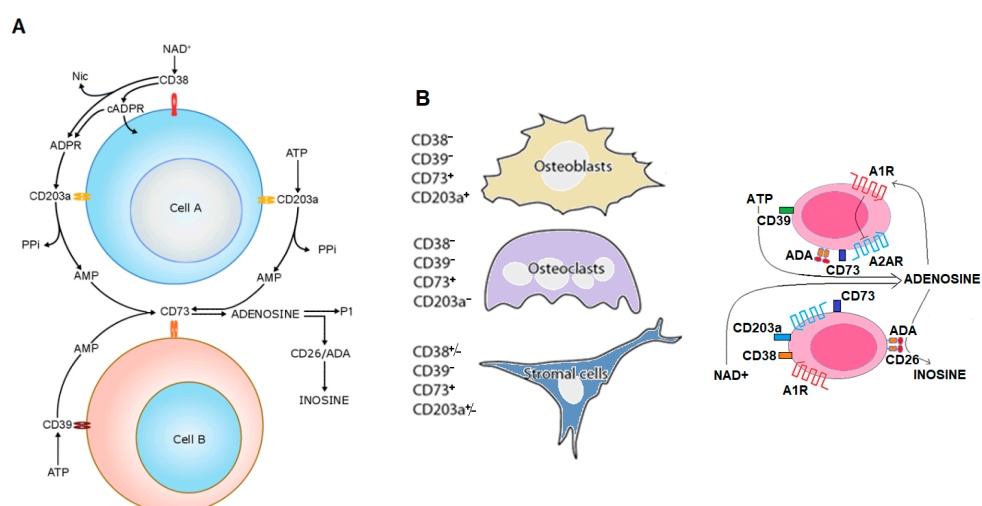 A
NAD⁺
CD38
Nic
cADPR
ADPR
ATP
CD203a
Cell A
CD203a
PPi
PPi
AMP
AMP
CD73
ADENOSINE
P1
AMP
CD26/ADA
INOSINE
CD39
Cell B
ATP
B
CD38⁻
CD39⁻
CD73⁺
CD203a⁺
Osteoblasts
CD38⁻
CD39⁻
CD73⁺
CD203a⁻
Osteoclasts
CD38⁺/⁻
CD39⁻
CD73⁺
CD203a⁺/⁻
Stromal cells
A1R
ATP
CD39
ADA
CD73
A2AR
ADENOSINE
CD73
CD203a
ADA
CD38
CD26
NAD+
INOSINE
A1R